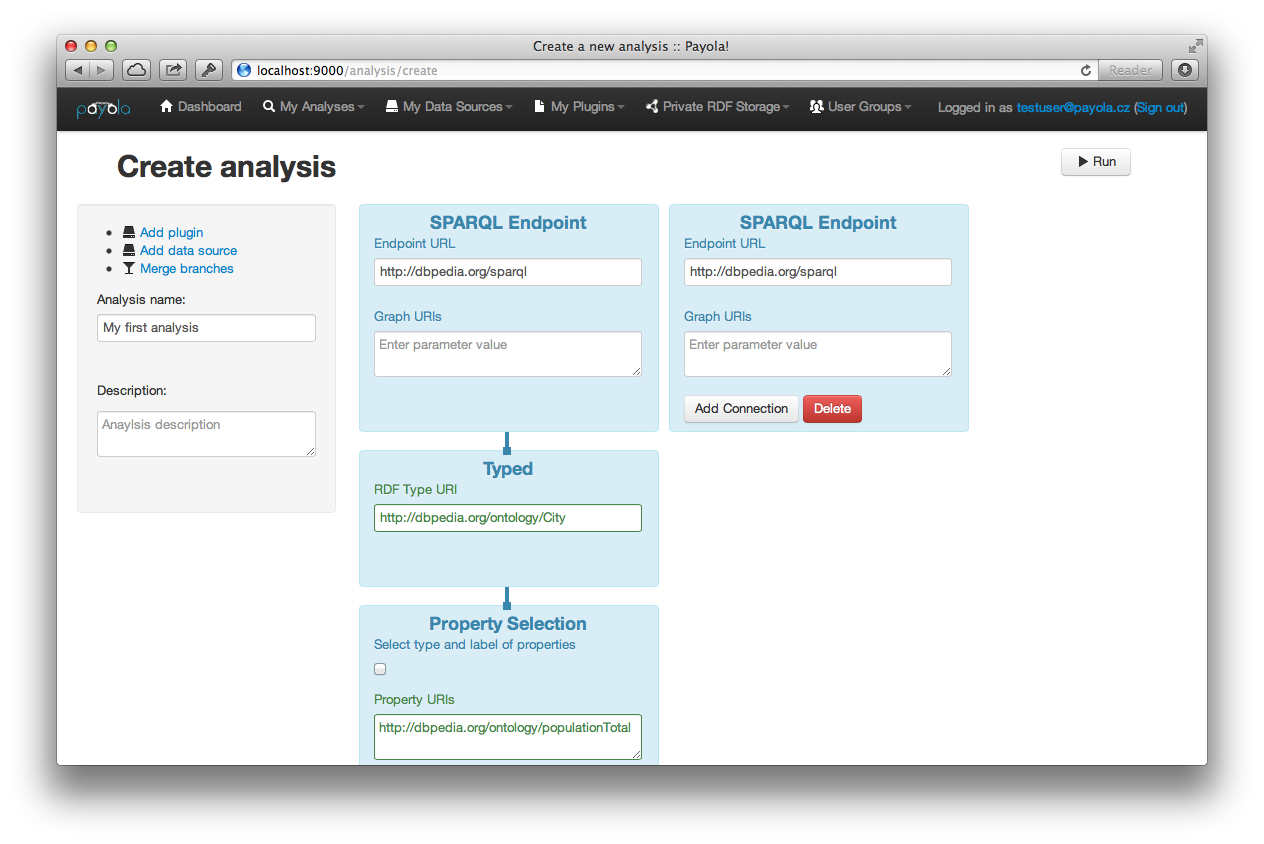 Create a new analysis :: Payola!
localhost:9000/analysis/create
Reader
payola
Dashboard
My Analyses
My Data Sources
My Plugins
Private RDF Storage
User Groups
Logged in as testuser@payola.cz (Sign out)
Create analysis
Run
Add plugin
Add data source
Merge branches
Analysis name:
My first analysis
Description:
Anaylsis description
SPARQL Endpoint
Endpoint URL
http://dbpedia.org/sparql
Graph URIs
Enter parameter value
SPARQL Endpoint
Endpoint URL
http://dbpedia.org/sparql
Graph URIs
Enter parameter value
Add Connection
Delete
Typed
RDF Type URI
http://dbpedia.org/ontology/City
Property Selection
Select type and label of properties
Property URIs
http://dbpedia.org/ontology/populationTotal